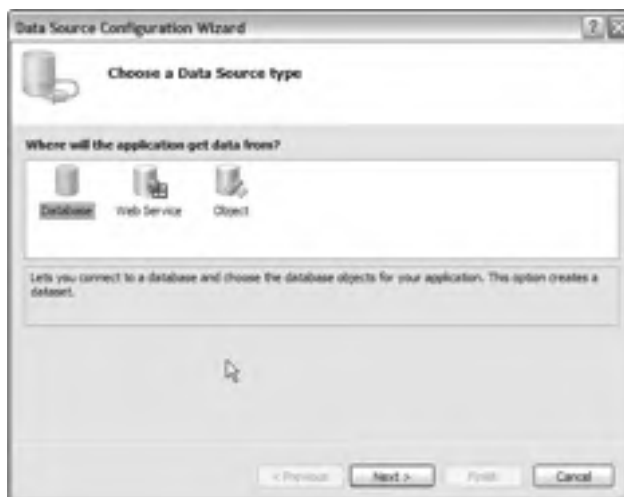 Data Source Configuration Wizard
Choose a Data Source type
Where will the application get data from?
Database
Web Service
Object
Lets you connect to a database and choose the database objects for your application. This option creates a
dataset.
< Previous
Next >
Finish
Cancel